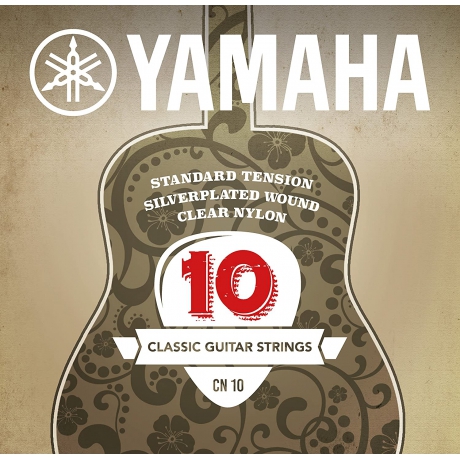 YAMAHA
STANDARD TENSION
SILVERPLATED WOUND
CLEAR NYLON
10
CLASSIC GUITAR STRINGS
CN 10